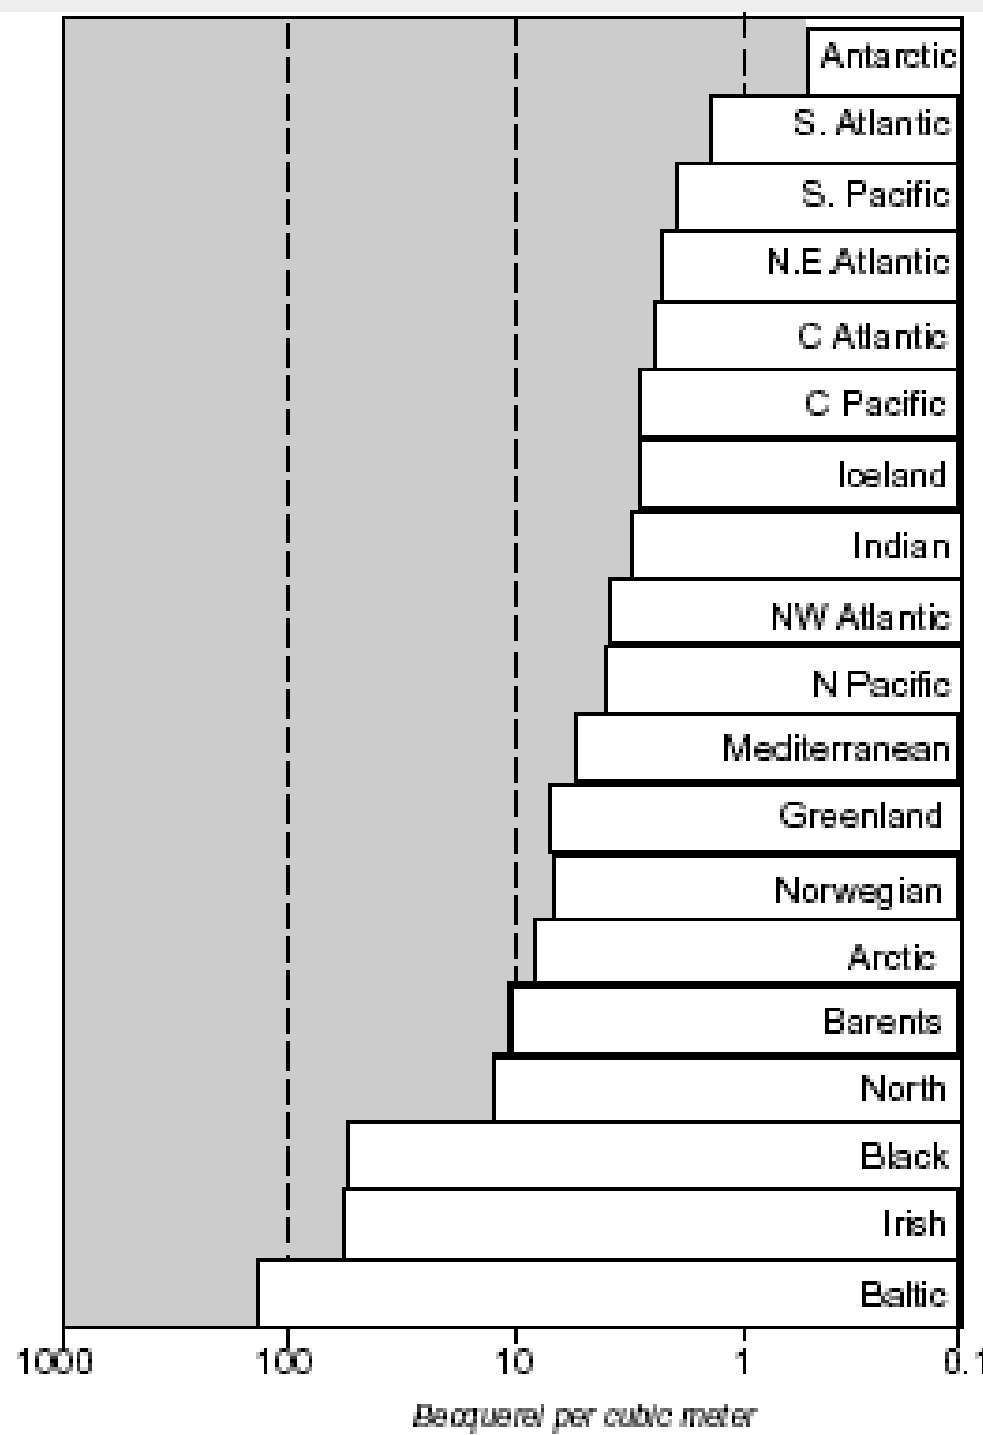 Antarctic
S. Atlantic
S. Pacific
N.E.Atlantic
C Atlantic
C Pacific
Iceland
Indian
NW Atlantic
N Pacific
Mediterranean
Greenland
Norwegian
Arctic
Barents
North
Black
Irish
Baltic
1000 100 10 1 0.1
Becquerel per cubic meter